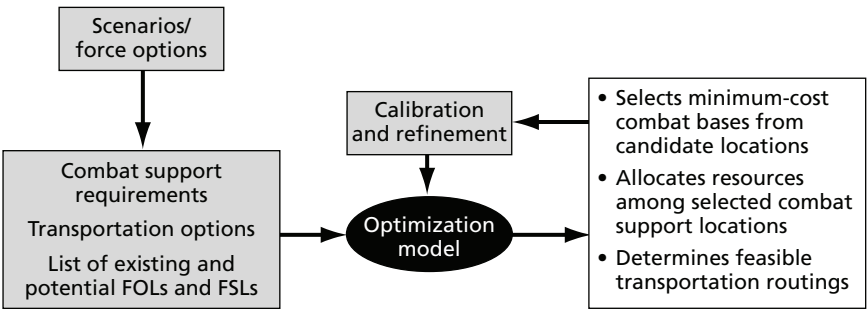 Scenarios/
force options
Combat support
requirements
Transportation options
List of existing and
potential FOLs and FSLs
Calibration
and refinement
Optimization
model
• Selects minimum-cost
combat bases from
candidate locations
• Allocates resources
among selected combat
support locations
• Determines feasible
transportation routings